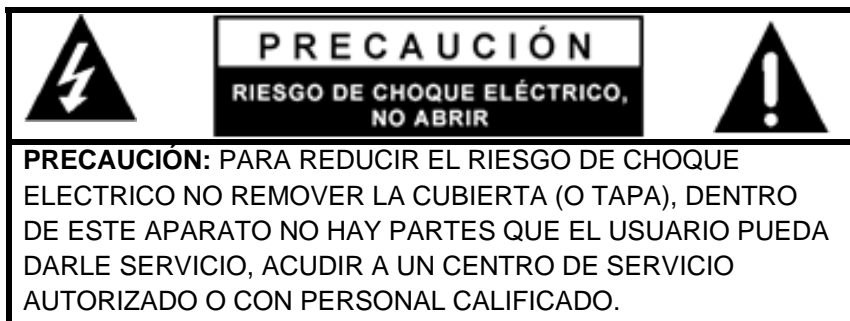 PRECAUCIÓN
RIESGO DE CHOQUE ELÉCTRICO,
NO ABRIR
PRECAUCIÓN: PARA REDUCIR EL RIESGO DE CHOQUE
ELECTRICO NO REMOVER LA CUBIERTA (O TAPA), DENTRO
DE ESTE APARATO NO HAY PARTES QUE EL USUARIO PUEDA
DARLE SERVICIO, ACUDIR A UN CENTRO DE SERVICIO
AUTORIZADO O CON PERSONAL CALIFICADO.